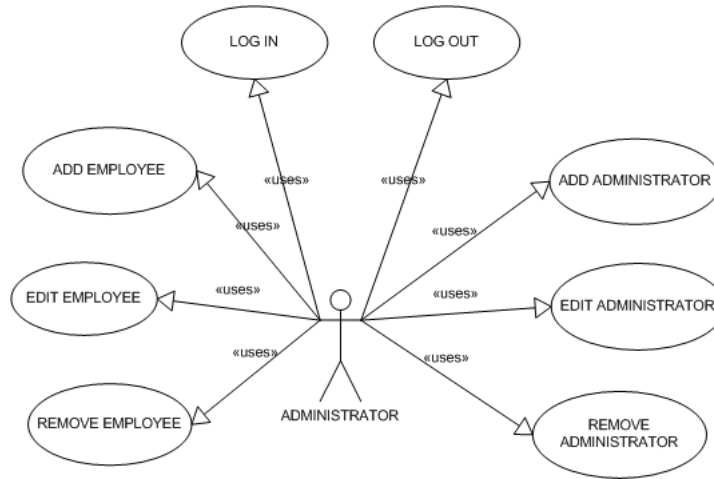 LOG IN
LOG OUT
ADD EMPLOYEE
«uses»
«uses»
ADD ADMINISTRATOR
«uses»
«uses»
EDIT EMPLOYEE
«uses»
«uses»
EDIT ADMINISTRATOR
«uses»
«uses»
REMOVE EMPLOYEE
ADMINISTRATOR
REMOVE
ADMINISTRATOR